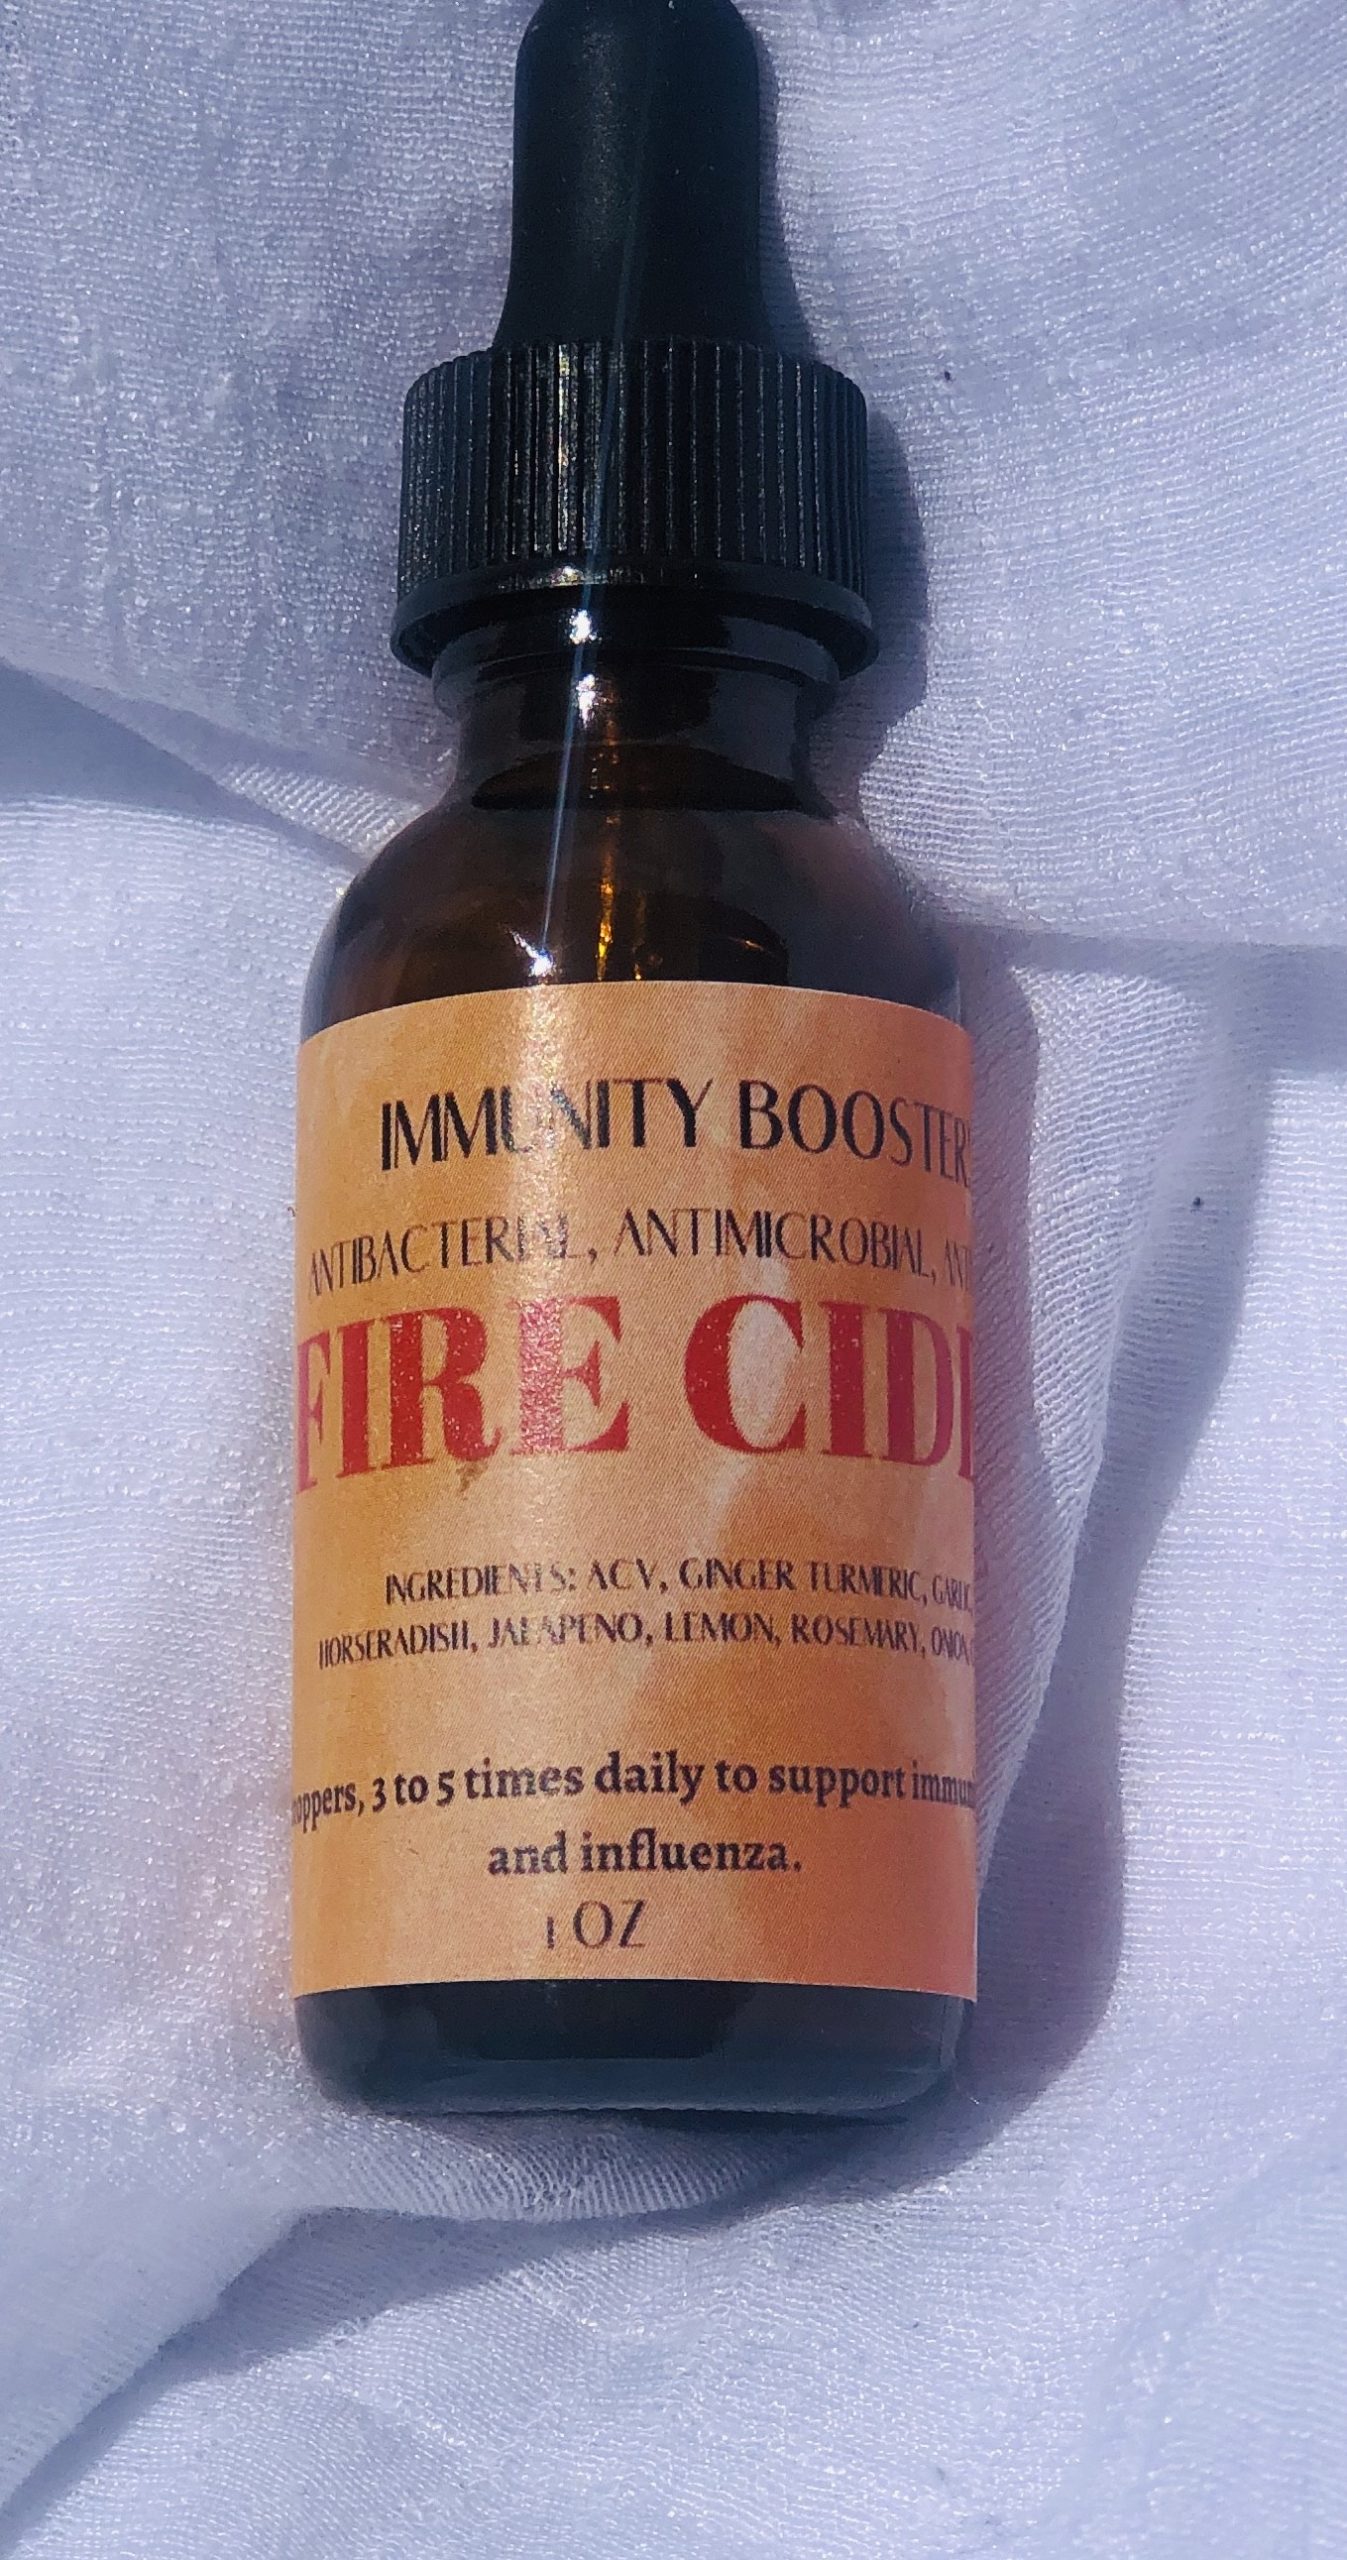 IMMUNITY BOOSTER
ANTIBACTERIAL, ANTIMICROBIAL,
FIRE
INGREDIENTS: ACV, GINGER TURMERIC,
HORSERADISH, JALAPENO, LEMON, ROSEMARY, ONION
3 to 5 times daily to support
and influenza.
1 OZ